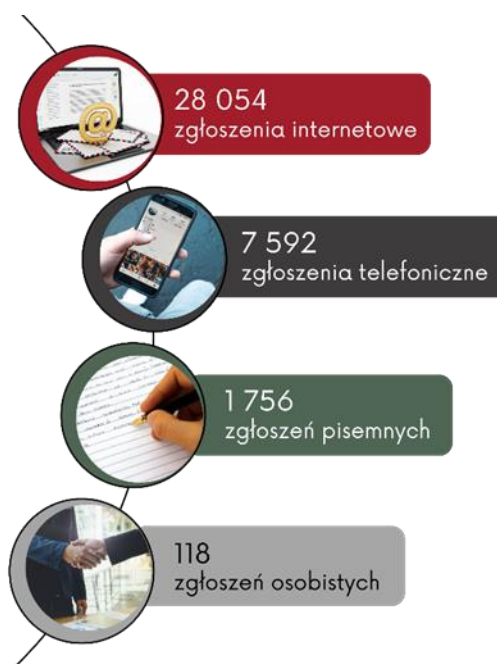 28 054
zgłoszenia internetowe
@
7 592
zgłoszenia telefoniczne
1 756
zgłoszeń pisemnych
118
zgłoszeń osobistych